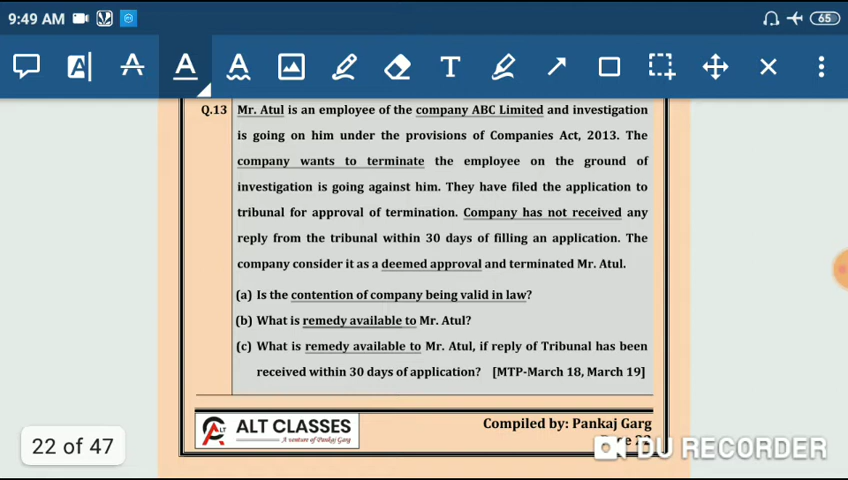 9:49 AM
65
A
A
A
A
T
Q.13 Mr. Atul is an employee of the company ABC Limited and investigation
is going on him under the provisions of Companies Act, 2013. The
company wants to terminate the employee on the ground of
investigation is going against him. They have filed the application to
tribunal for approval of termination. Company has not received any
reply from the tribunal within 30 days of filling an application. The
company consider it as a deemed approval and terminated Mr. Atul.
(a) Is the contention of company being valid in law?
(b) What is remedy available to Mr. Atul?
(c) What is remedy available to Mr. Atul, if reply of Tribunal has been
received within 30 days of application? [MTP-March 18, March 19]
ALT
ALT CLASSES
A venture of Pankaj Garg
Compiled by: Pankaj Garg
22 of 47
DU RECORDER